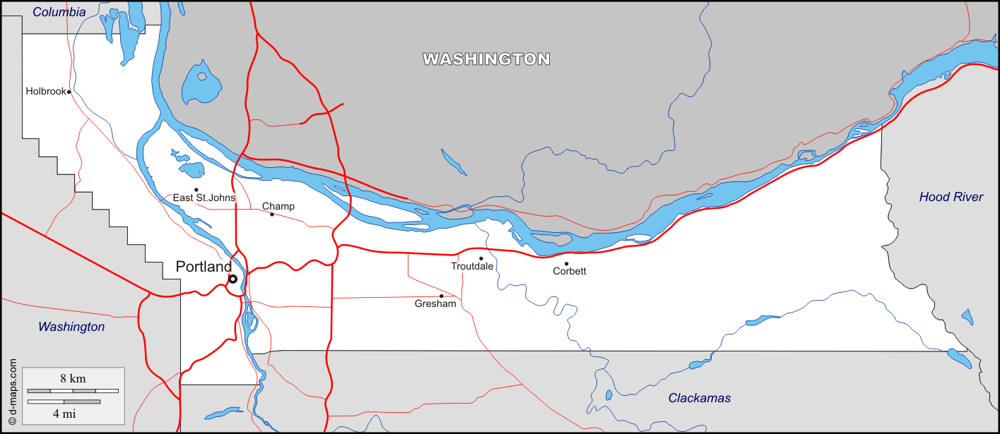 Columbia
WASHINGTON
Holbrook
East St.Johns
Champ
Hood River
Portland
Troutdale
Corbett
Gresham
Washington
Clackamas
8 km
4 mi
© d-maps.com